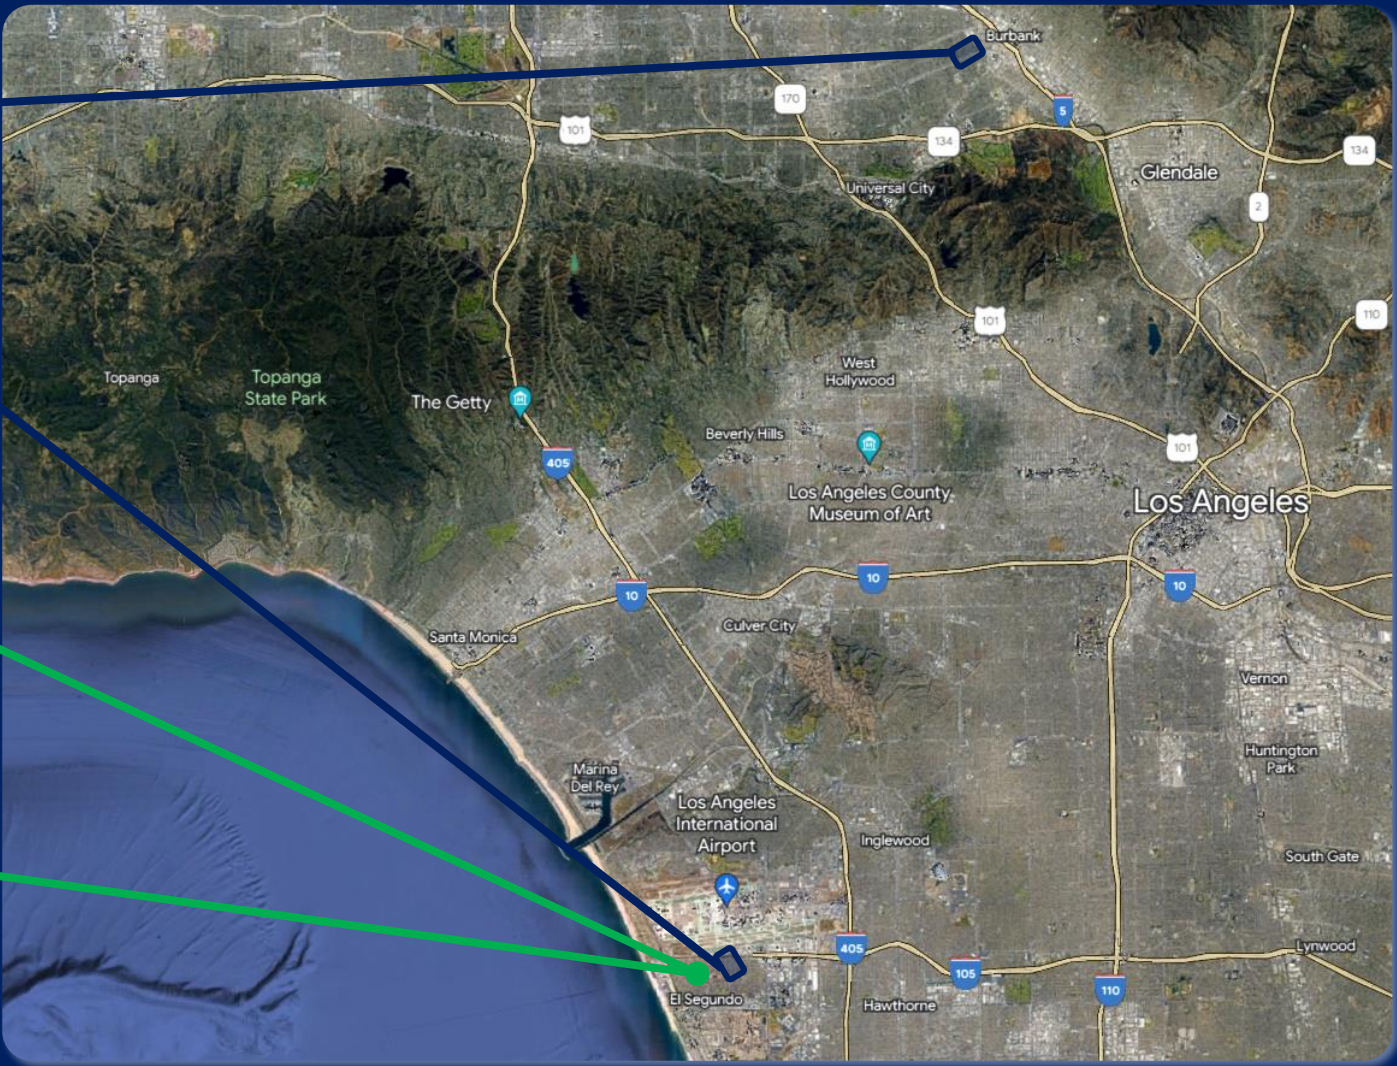 Burbank
170
5
101
134
134
Glendale
Universal City
2
101
110
West
Hollywood
Topanga
Topanga
State Park
The Getty
Beverly Hills
101
405
Los Angeles County
Museum of Art
Los Angeles
10
10
10
Culver City
Santa Monica
Vernon
Huntington
Park
Marina
Del Rey
Los Angeles
International
Airport
Inglewood
South Gate
405
Lynwood
105
110
El Segundo
Hawthorne